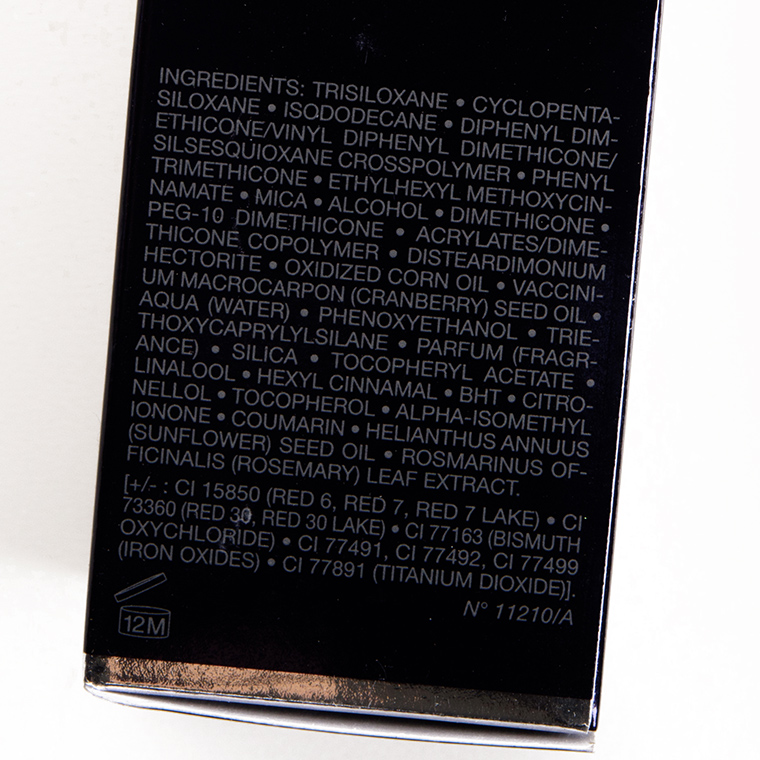 INGREDIENTS: TRISILOXANE • CYCLOPENTA-
SILOXANE • ISODODECANE • DIPHENYL DIM-
ETHICONE/VINYL DIPHENYL DIMETHICONE/
SILSESQUIOXANE CROSSPOLYMER • PHENYL
TRIMETHICONE • ETHYLHEXYL METHOXYCIN-
NAMATE • MICA • ALCOHOL • DIMETHICONE •
PEG-10 DIMETHICONE • ACRYLATES/DIME-
THICONE COPOLYMER • DISTEARDIMONIUM
HECTORITE • OXIDIZED CORN OIL • VACCINI-
UM MACROCARPON (CRANBERRY) SEED OIL •
AQUA (WATER) • PHENOXYETHANOL • TRIE-
THOXYCAPRYLYLSILANE • PARFUM (FRAGR-
ANCE) • SILICA • TOCOPHERYL ACETATE •
LINALOOL • HEXYL CINNAMAL • BHT • CITRO-
NELLOL • TOCOPHEROL • ALPHA-ISOMETHYL
IONONE • COUMARIN • HELIANTHUS ANNUUS
(SUNFLOWER) SEED OIL • ROSMARINUS OF-
FICINALIS (ROSEMARY) LEAF EXTRACT.
[+/- : CI 15850 (RED 6, RED 7, RED 7 LAKE) • CI
73360 (RED 30, RED 30 LAKE) • CI 77163 (BISMUTH
OXYCHLORIDE) • CI 77491, CI 77492, CI 77499
(IRON OXIDES) • CI 77891 (TITANIUM DIOXIDE)].
N° 11210/A
12M